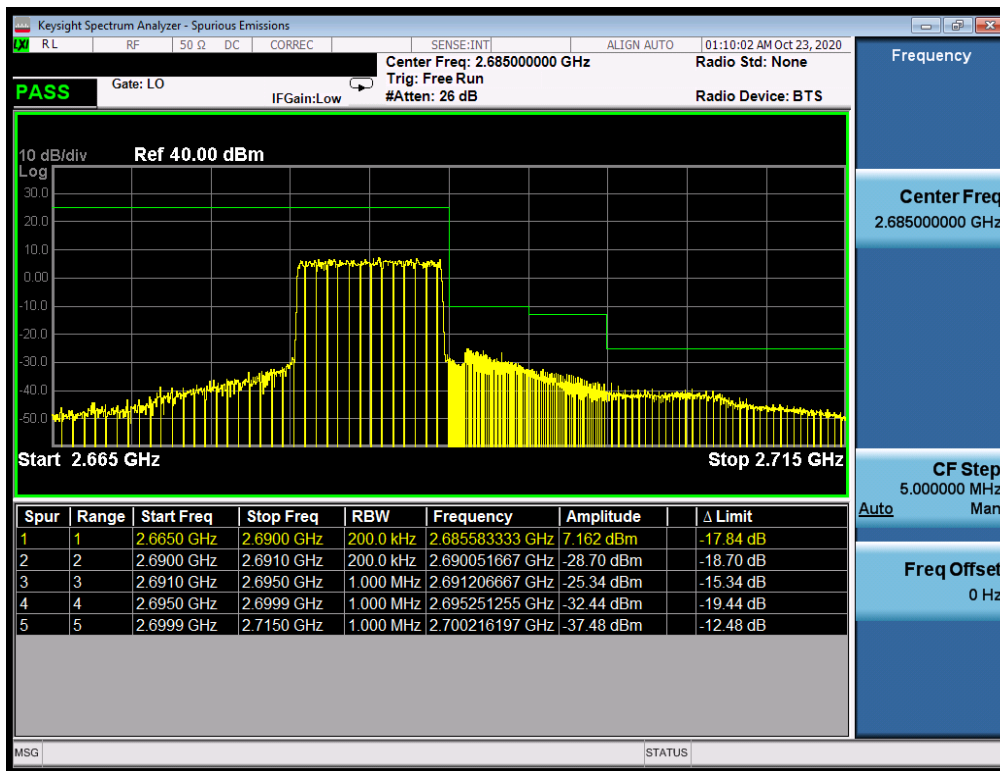 Keysight Spectrum Analyzer - Spurious Emissions
LXI RL RF 50 Ω DC CORREC SENSE:INT ALIGN AUTO 01:10:02 AM Oct 23, 2020
PASS
Gate: LO
IFGain:Low
Center Freq: 2.685000000 GHz
Trig: Free Run
#Atten: 26 dB
Radio Std: None
Radio Device: BTS
10 dB/div Ref 40.00 dBm
Log
30.0
20.0
10.0
0.00
-10.0
-20.0
-30.0
-40.0
-50.0
Start 2.665 GHz Stop 2.715 GHz
Spur Range Start Freq Stop Freq RBW Frequency Amplitude Δ Limit
1 1 2.6650 GHz 2.6900 GHz 200.0 kHz 2.685583333 GHz 7.162 dBm -17.84 dB
2 2 2.6900 GHz 2.6910 GHz 200.0 kHz 2.690051667 GHz -28.70 dBm -18.70 dB
3 3 2.6910 GHz 2.6950 GHz 1.000 MHz 2.691206667 GHz -25.34 dBm -15.34 dB
4 4 2.6950 GHz 2.6999 GHz 1.000 MHz 2.695251255 GHz -32.44 dBm -19.44 dB
5 5 2.6999 GHz 2.7150 GHz 1.000 MHz 2.700216197 GHz -37.48 dBm -12.48 dB
MSG STATUS
Frequency
Center Freq
2.685000000 GHz
CF Step
5.000000 MHz
Auto Man
Freq Offset
0 Hz